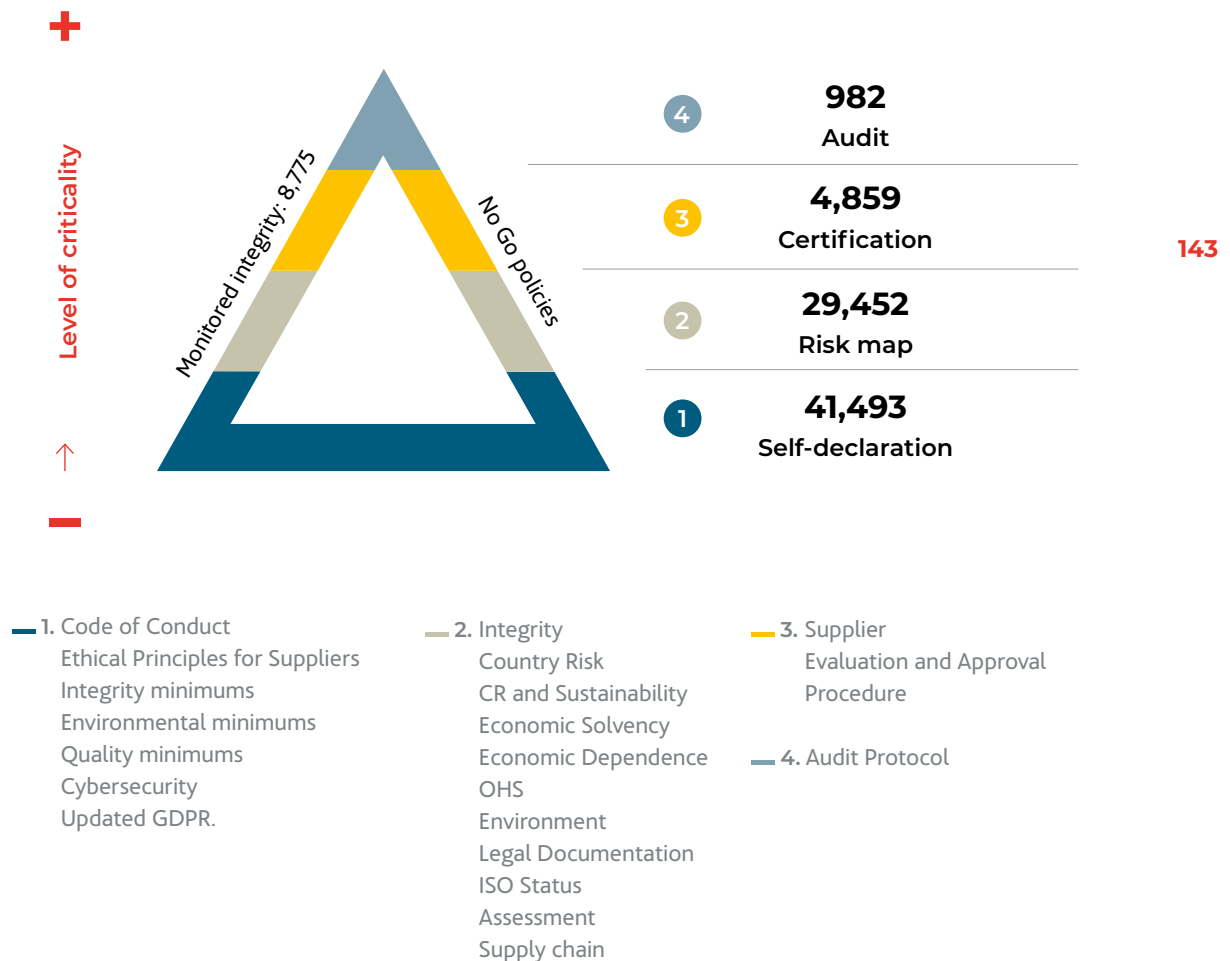 +
Level of criticality
Monitored integrity: 8,775
No Go policies
4
982
Audit
3
4,859
Certification
2
29,452
Risk map
1
41,493
Self-declaration
143
1. Code of Conduct
Ethical Principles for Suppliers
Integrity minimums
Environmental minimums
Quality minimums
Cybersecurity
Updated GDPR.
2. Integrity
Country Risk
CR and Sustainability
Economic Solvency
Economic Dependence
OHS
Environment
Legal Documentation
ISO Status
Assessment
Supply chain
3. Supplier
Evaluation and Approval
Procedure
4. Audit Protocol